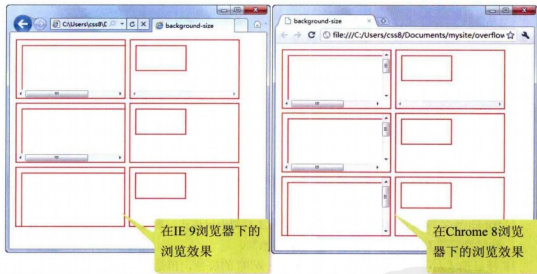 C:\Users\css8\D
background-size
background-size
file:///C:/Users/css8/Documents/mysite/overflow
在IE 9浏览器下的
浏览效果
在Chrome 8浏览
器下的浏览效果